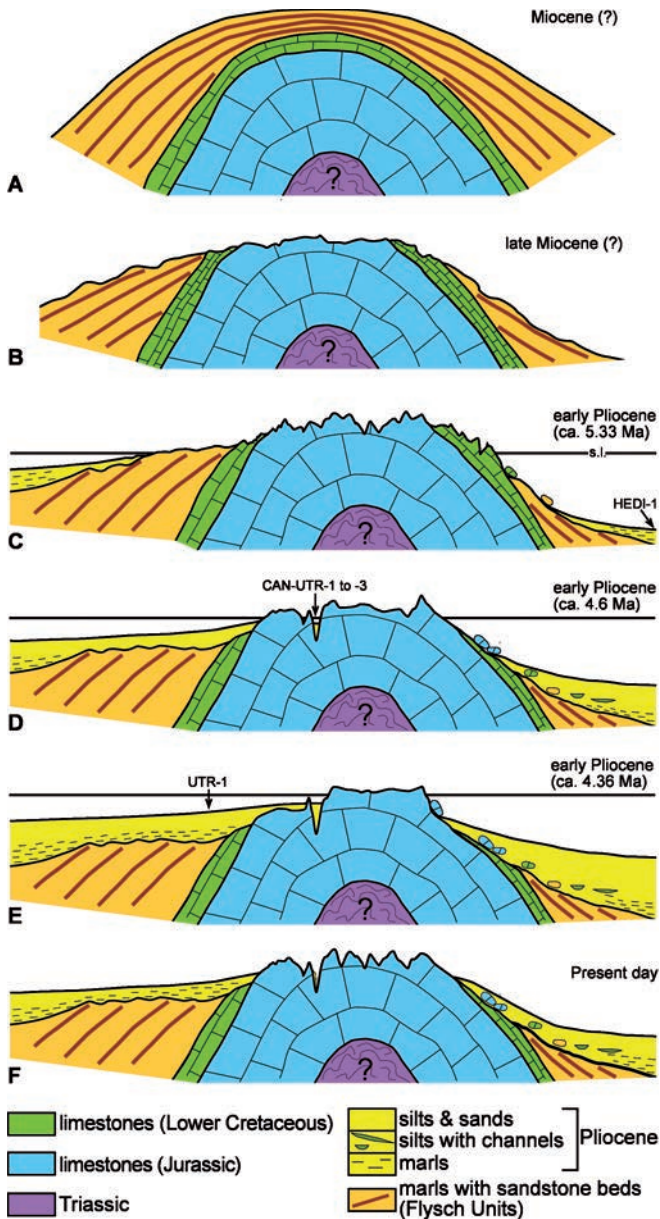 Miocene (?)
?
A
late Miocene (?)
?
B
early Pliocene
(ca. 5.33 Ma)
s.l.
HEDI-1
?
C
CAN-UTR-1 to -3
early Pliocene
(ca. 4.6 Ma)
?
D
UTR-1
early Pliocene
(ca. 4.36 Ma)
?
E
Present day
?
F
limestones (Lower Cretaceous)
limestones (Jurassic)
Triassic
silts & sands
silts with channels
marls
Pliocene
marls with sandstone beds
(Flysch Units)